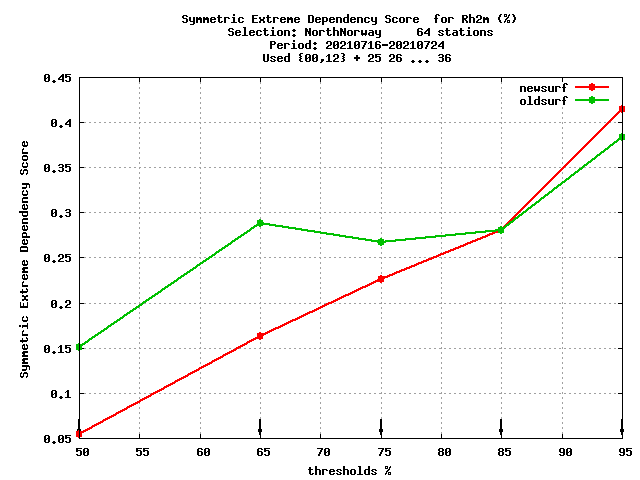 Symmetric Extreme Dependency Score  for Rh2m (%)
Selection: NorthNorway     64 stations
Period: 20210716-20210724
Used {00,12} + 25 26 ... 36
newsurf
oldsurf
Symmetric Extreme Dependency Score
0.45
0.4
0.35
0.3
0.25
0.2
0.15
0.1
0.05
50 55 60 65 70 75 80 85 90 95
thresholds %